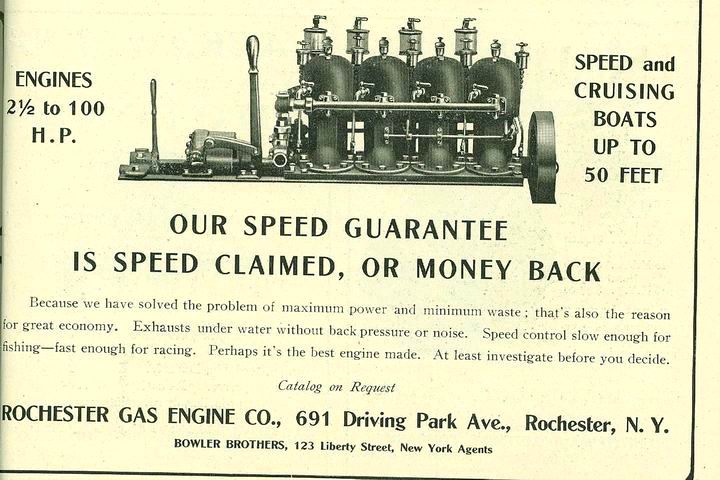 ENGINES
2½ to 100
H.P.
SPEED and
CRUISING
BOATS
UP TO
50 FEET
OUR SPEED GUARANTEE
IS SPEED CLAIMED, OR MONEY BACK
Because we have solved the problem of maximum power and minimum waste; that's also the reason
for great economy. Exhausts under water without back pressure or noise. Speed control slow enough for
fishing—fast enough for racing. Perhaps it's the best engine made. At least investigate before you decide.
Catalog on Request
ROCHESTER GAS ENGINE CO., 691 Driving Park Ave., Rochester, N. Y.
BOWLER BROTHERS, 123 Liberty Street, New York Agents